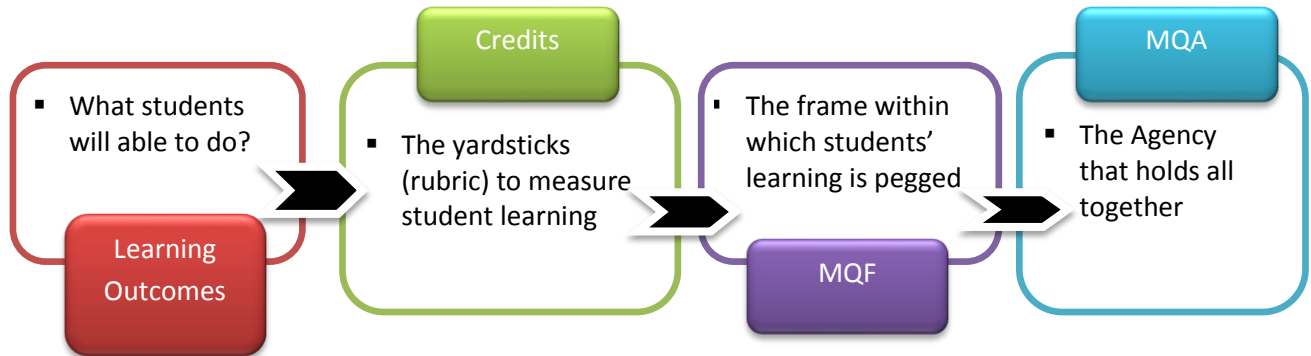 ▪ What students
will able to do?
Learning
Outcomes
Credits
▪ The yardsticks
(rubric) to measure
student learning
▪ The frame within
which students’
learning is pegged
MQF
MQA
▪ The Agency
that holds all
together